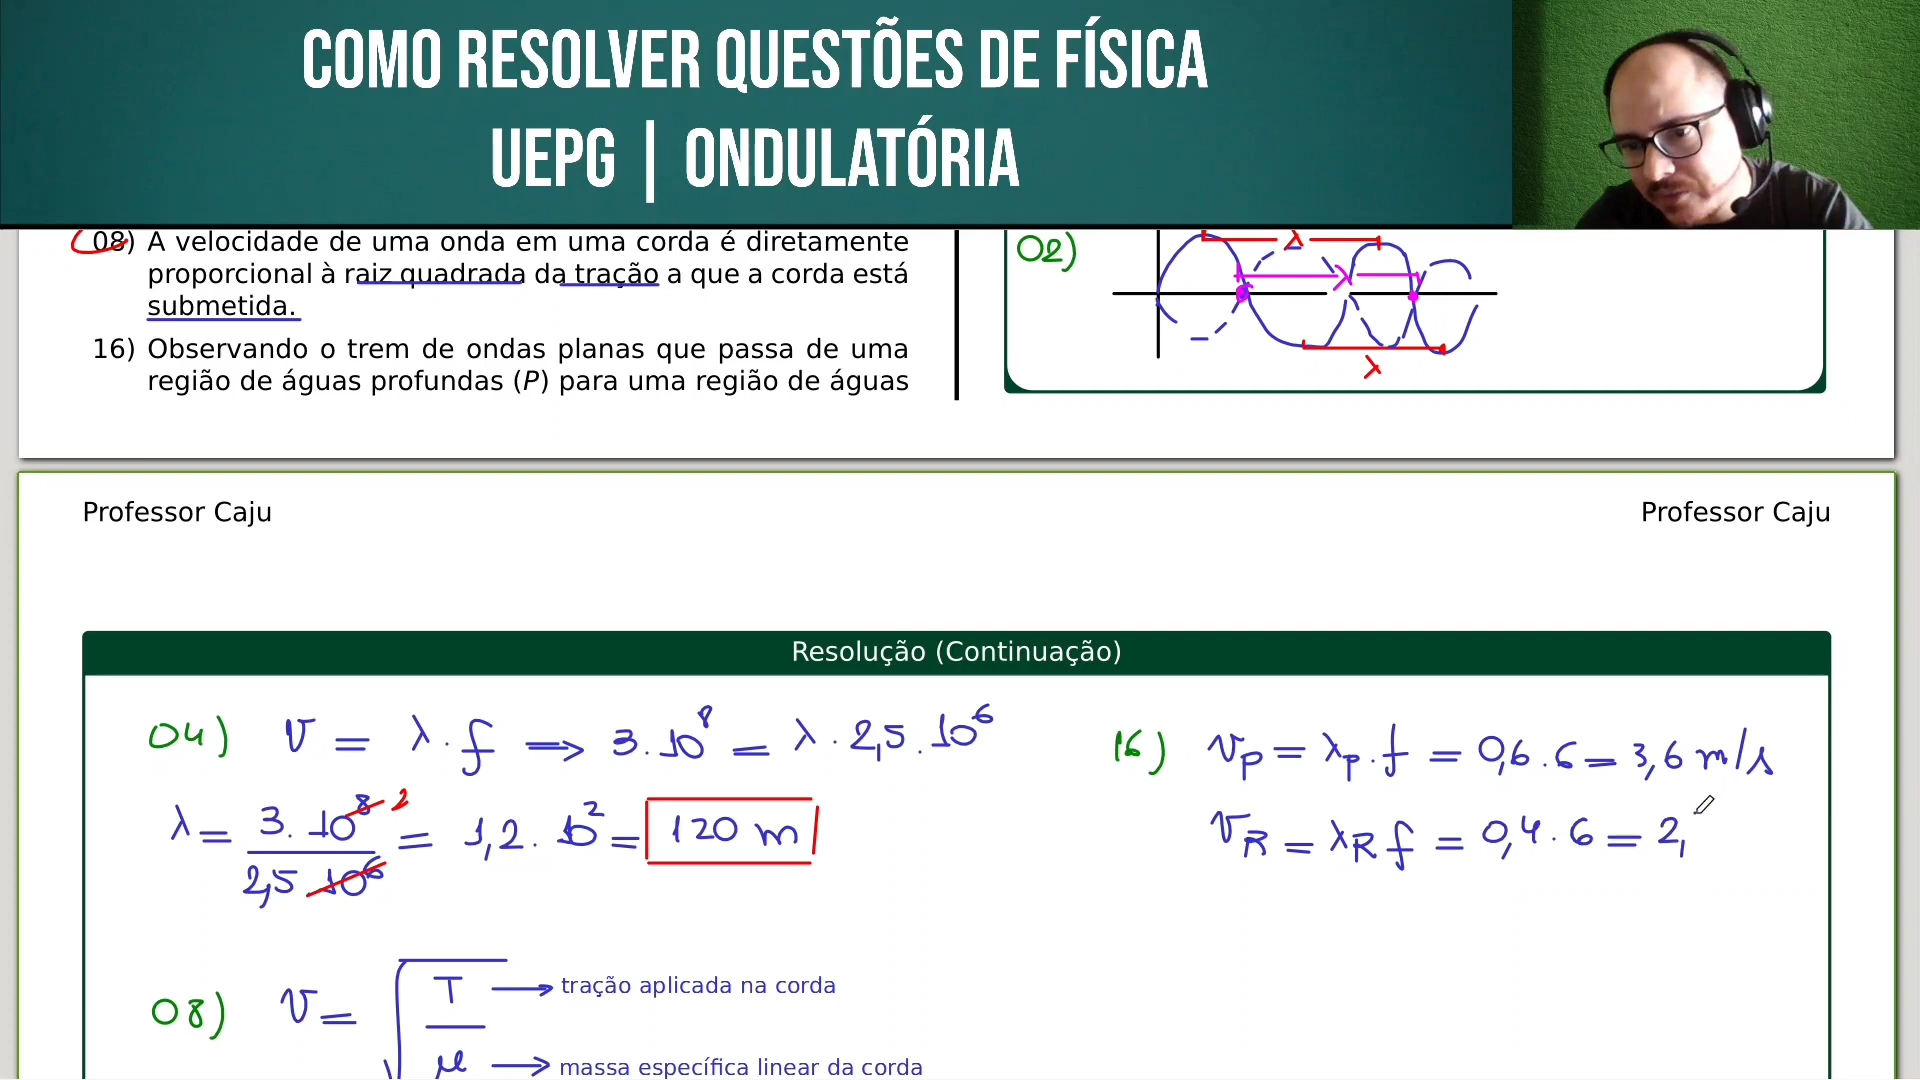 COMO RESOLVER QUESTÕES DE FÍSICA
UEPG | ONDULATÓRIA
08) A velocidade de uma onda em uma corda é diretamente
proporcional à raiz quadrada da tração a que a corda está
submetida.
16) Observando o trem de ondas planas que passa de uma
região de águas profundas (P) para uma região de águas
02)
λ
λ
λ
Professor Caju
Professor Caju
Resolução (Continuação)
04) v = λ . f ⟹ 3.10⁸ = λ . 2,5 . 10⁶
λ = 3.10⁸ ² / 2,5 10⁶ = 1,2 . 10² = 120 m
16) vP = λP . f = 0,6 . 6 = 3,6 m/s
vR = λR f = 0,4 . 6 = 2,
08) v = √ T / μ
→ tração aplicada na corda
→ massa específica linear da corda